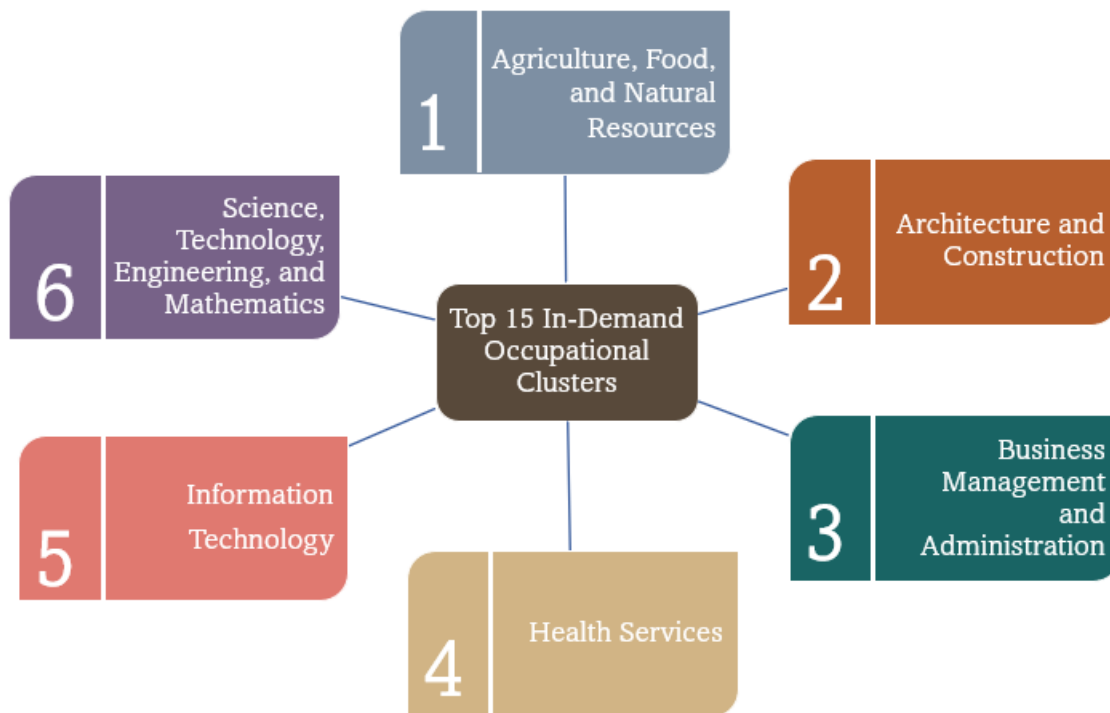 1
Agriculture, Food,
and Natural
Resources
2
Architecture and
Construction
3
Business
Management
and
Administration
4
Health Services
5
Information
Technology
6
Science,
Technology,
Engineering, and
Mathematics
Top 15 In-Demand
Occupational
Clusters